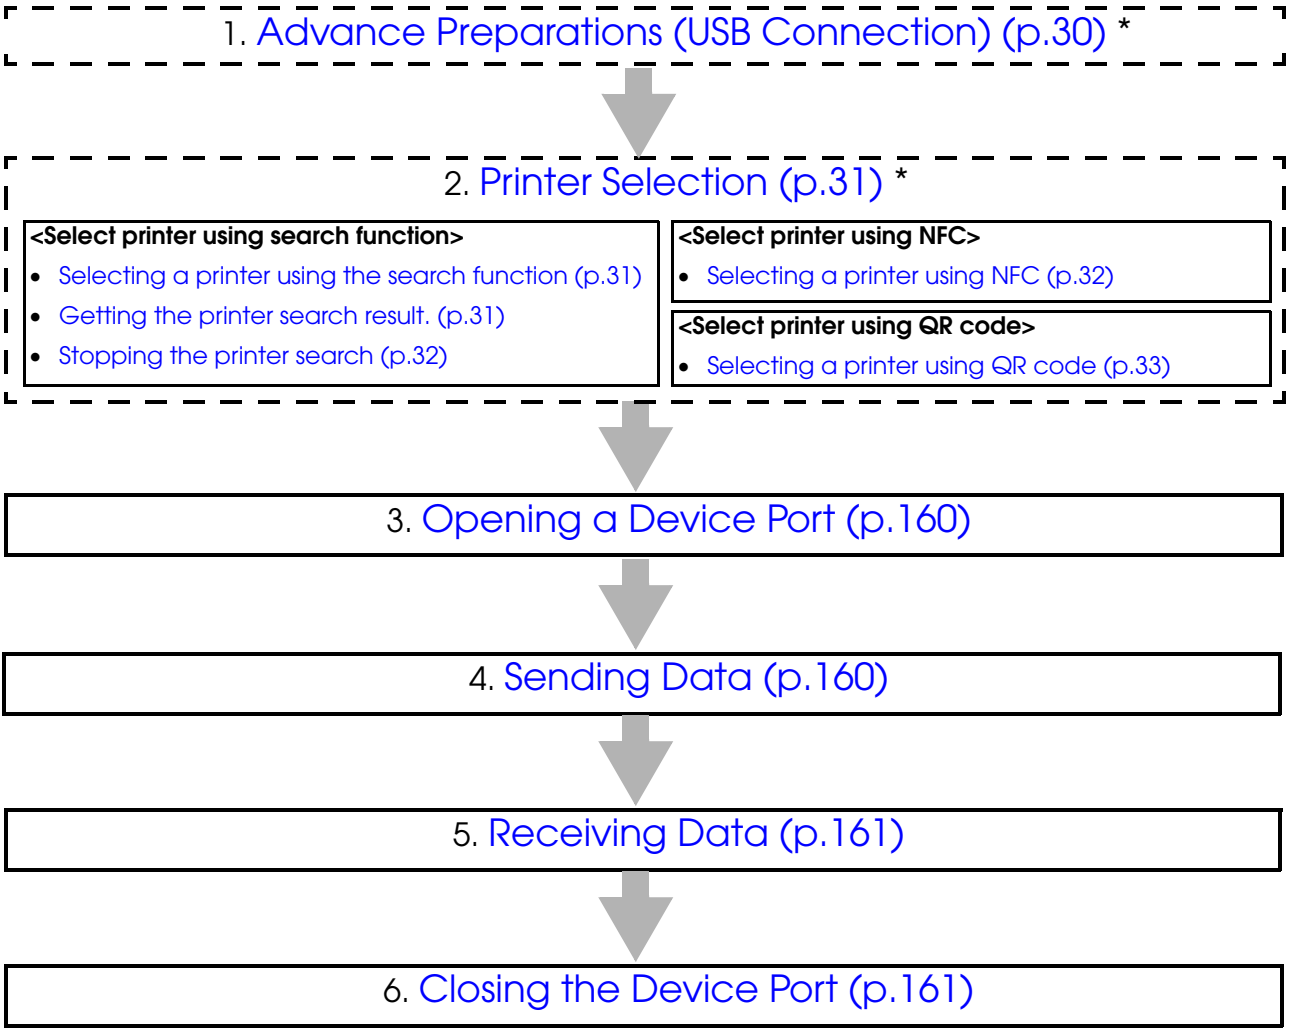 1. Advance Preparations (USB Connection) (p.30) *
2. Printer Selection (p.31) *
<Select printer using search function>
• Selecting a printer using the search function (p.31)
• Getting the printer search result. (p.31)
• Stopping the printer search (p.32)
<Select printer using NFC>
• Selecting a printer using NFC (p.32)
<Select printer using QR code>
• Selecting a printer using QR code (p.33)
3. Opening a Device Port (p.160)
4. Sending Data (p.160)
5. Receiving Data (p.161)
6. Closing the Device Port (p.161)